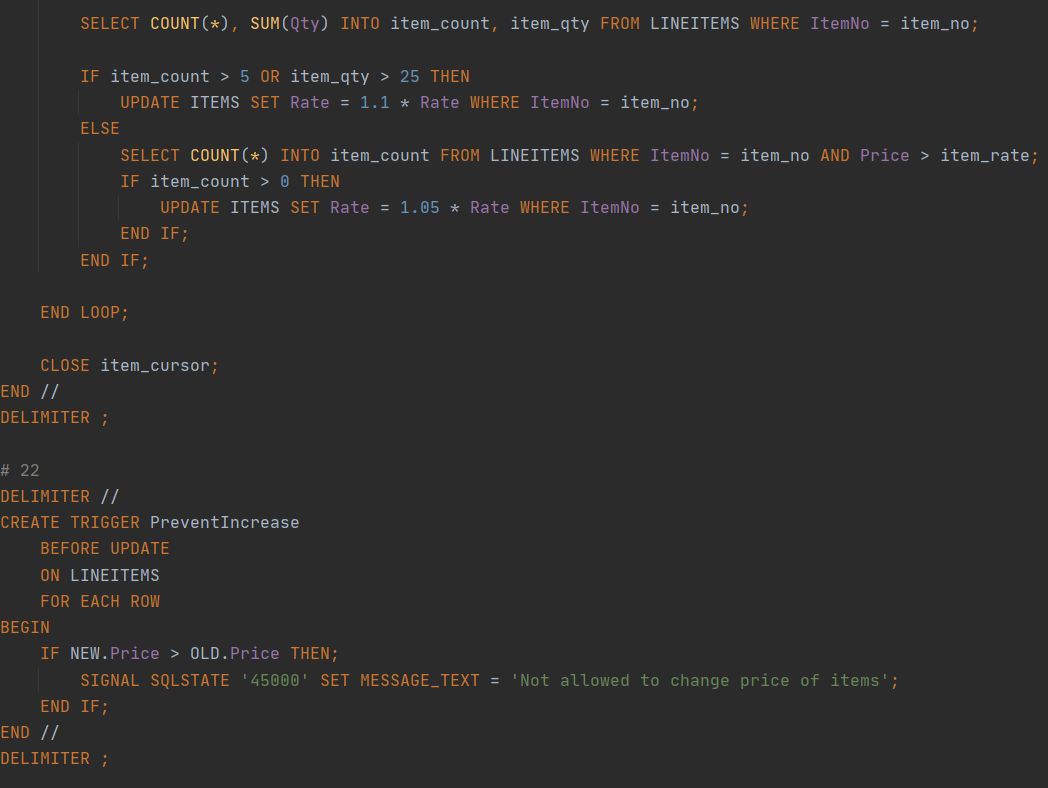 SELECT COUNT(*), SUM(Qty) INTO item_count, item_qty FROM LINEITEMS WHERE ItemNo = item_no;
IF item_count > 5 OR item_qty > 25 THEN
UPDATE ITEMS SET Rate = 1.1 * Rate WHERE ItemNo = item_no;
ELSE
SELECT COUNT(*) INTO item_count FROM LINEITEMS WHERE ItemNo = item_no AND Price > item_rate;
IF item_count > 0 THEN
UPDATE ITEMS SET Rate = 1.05 * Rate WHERE ItemNo = item_no;
END IF;
END IF;
END LOOP;
CLOSE item_cursor;
END //
DELIMITER ;
# 22
DELIMITER //
CREATE TRIGGER PreventIncrease
BEFORE UPDATE
ON LINEITEMS
FOR EACH ROW
BEGIN
IF NEW.Price > OLD.Price THEN;
SIGNAL SQLSTATE '45000' SET MESSAGE_TEXT = 'Not allowed to change price of items';
END IF;
END //
DELIMITER ;